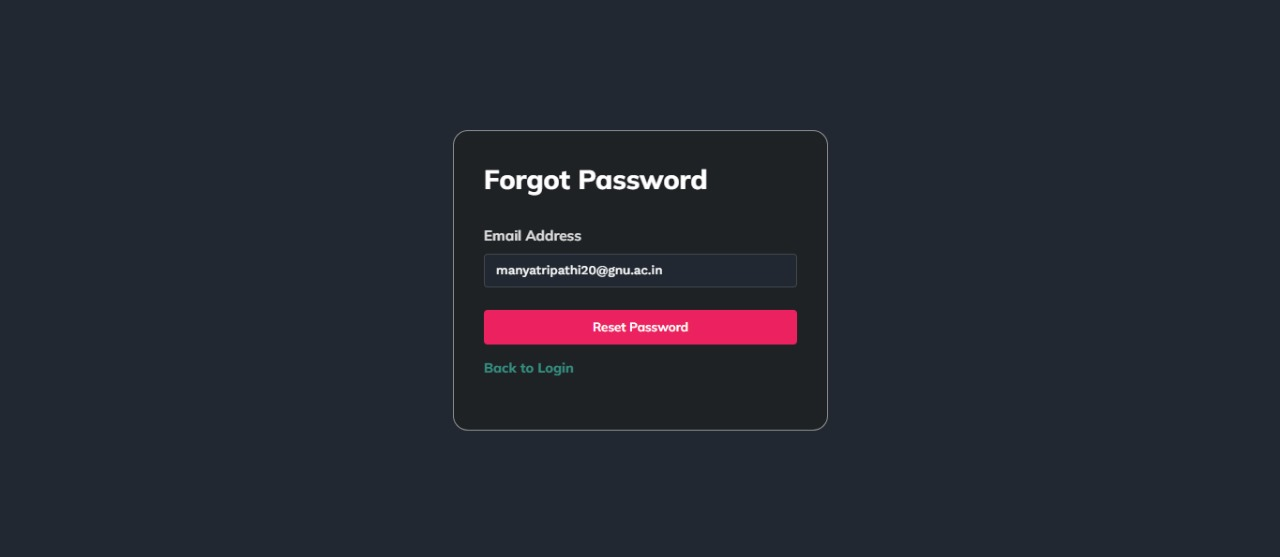 Forgot Password
Email Address
manyatripathi20@gnu.ac.in
Reset Password
Back to Login